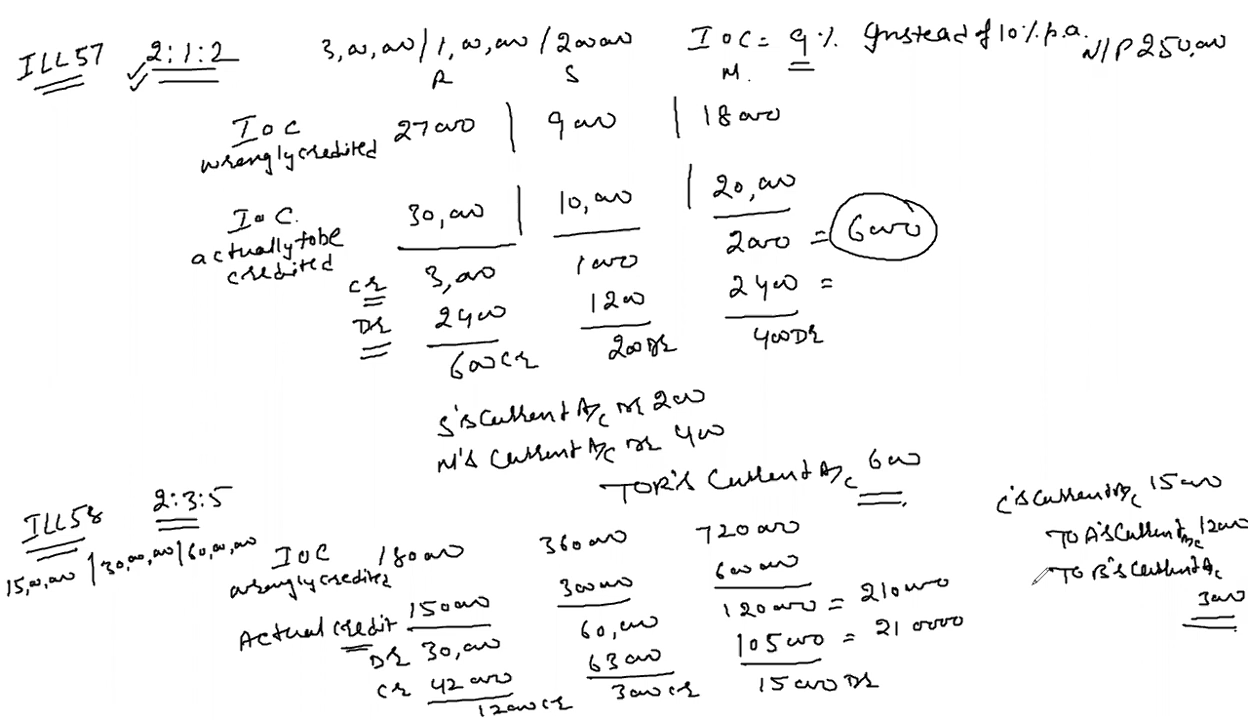 ILL 57 2:1:2 3,00,000/1,00,000/200000 IOC = 9% Instead of 10% p.a. N/P 250,000
R S M.
IOC wrongly credited 27000 | 9000 | 18000
IOC. actually to be credited 30,000 | 10,000 | 20,000
Cr 3,000 1000 2000 = 6000
Dr 2400 1200 2400 =
600 Cr 200 Dr 400 Dr
S's Current A/c Dr 200
M's Current A/c Dr 400
TO R's Current A/c 600
ILL 58 2:3:5
15,00,000/30,00,000/60,00,000
IOC wrongly credited 180000 360000 720000
Actual credit 150000 300000 600000
Dr 30,000 60,000 120000 = 210000
Cr 42000 63000 105000 = 210000
12000 Cr 3000 Cr 15000 Dr
C's Current A/c 15000
TO A's Current A/c 12000
TO B's Current A/c
3000